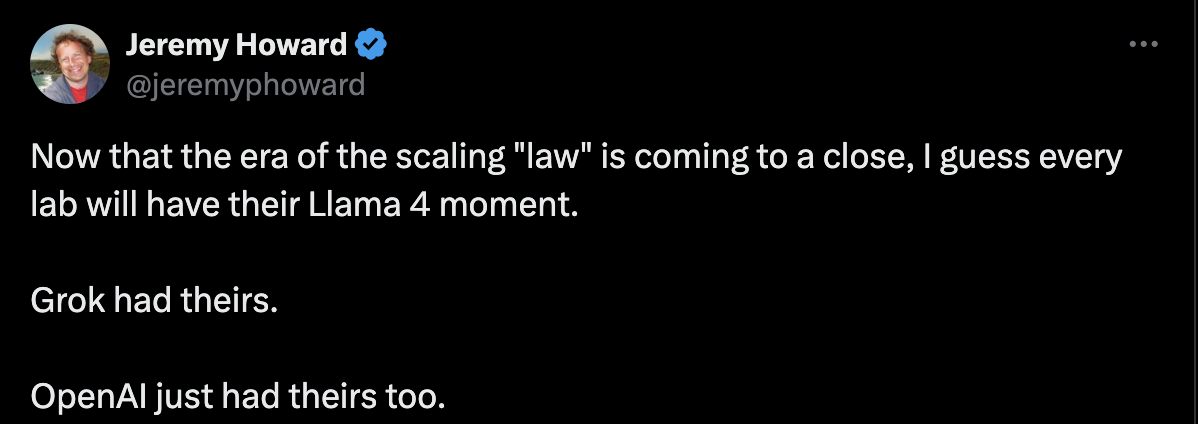 Jeremy Howard
@jeremyphoward
Now that the era of the scaling "law" is coming to a close, I guess every
lab will have their Llama 4 moment.
Grok had theirs.
OpenAI just had theirs too.